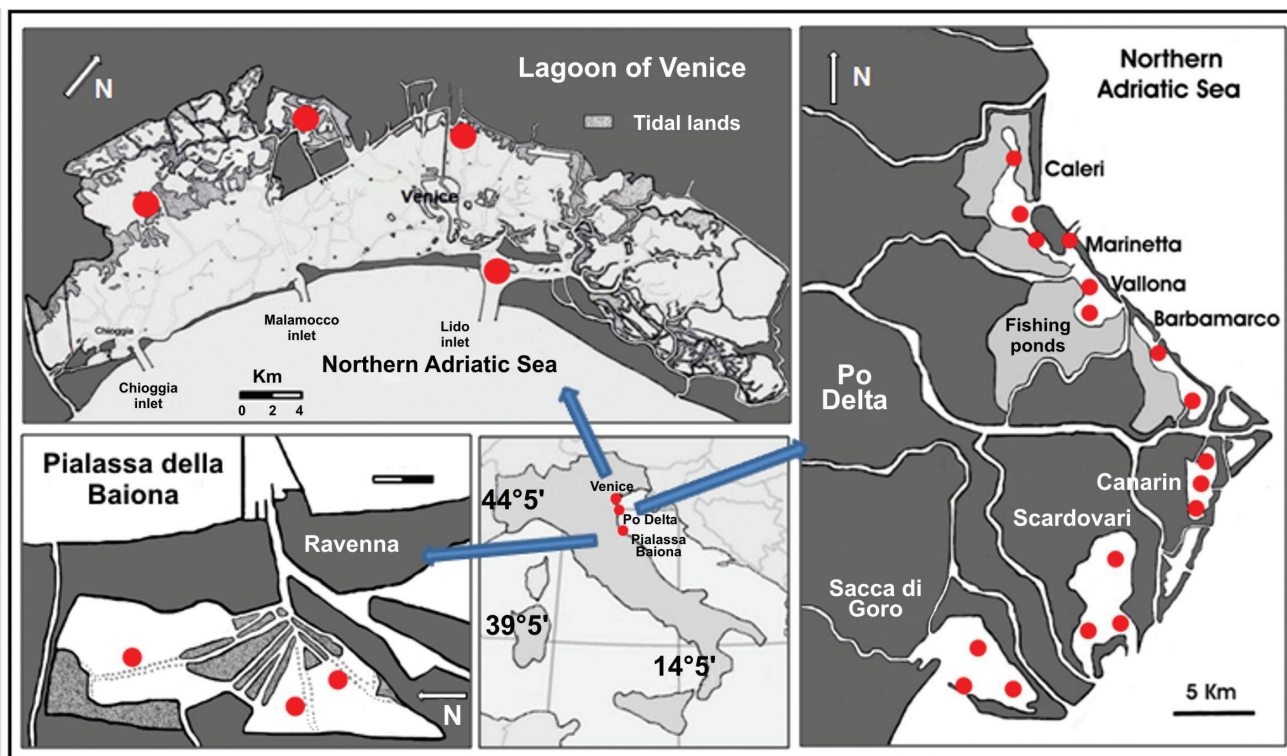 Lagoon of Venice
N
Tidal lands
Venice
Chioggia
Malamocco
inlet
Lido
inlet
Northern Adriatic Sea
Chioggia
inlet
Km
0 2 4
Northern
Adriatic Sea
N
Caleri
Marinetta
Vallona
Barbamarco
Fishing
ponds
Po
Delta
Canarin
Scardovari
Sacca di
Goro
5 Km
Pialassa della
Baiona
Ravenna
N
44°5'
Venice
Po Delta
Pialassa
Baiona
39°5'
14°5'